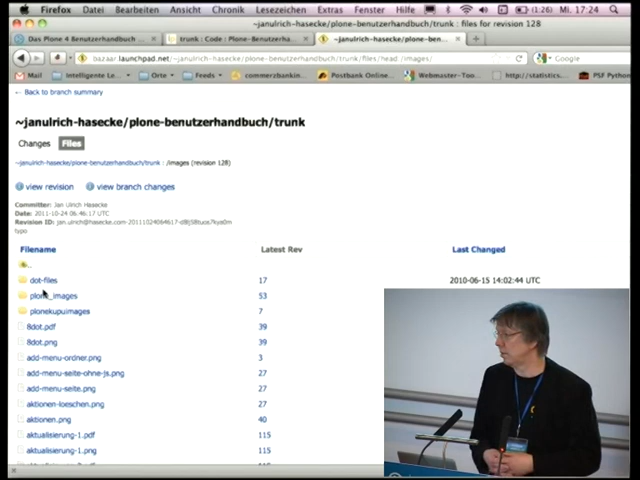 Firefox Datei Bearbeiten Ansicht Chronik Lesezeichen Extras Fenster Hilfe (1:26) Mi. 17:24
~janulrich-hasecke/plone-benutzerhandbuch/trunk : files for revision 128
Das Plone 4 Benutzerhandbuch trunk : Code : Plone-Benutzerha... ~janulrich-hasecke/plone-ben...
bazaar.launchpad.net/~janulrich-hasecke/plone-benutzerhandbuch/trunk/files/head/images/ Google
Mail Intelligente Le... Orte Feeds commerzbankin... Postbank Online... Webmaster-Tool... http://statistics... PSF Python
← Back to branch summary
~janulrich-hasecke/plone-benutzerhandbuch/trunk
Changes Files
~janulrich-hasecke/plone-benutzerhandbuch/trunk : /images (revision 128)
view revision view branch changes
Committer: Jan Ulrich Hasecke
Date: 2011-10-24 06:46:17 UTC
Revision ID:
typo
Filename Latest Rev Last Changed
..
dot-files 17 2010-06-15 14:02:44 UTC
plone_images 53
plonekupuimages 7
8dot.pdf 39
8dot.png 39
add-menu-ordner.png 3
add-menu-seite-ohne-js.png 27
add-menu-seite.png 27
aktionen-loeschen.png 27
aktionen.png 40
aktualisierung-1.pdf 115
aktualisierung-1.png 115